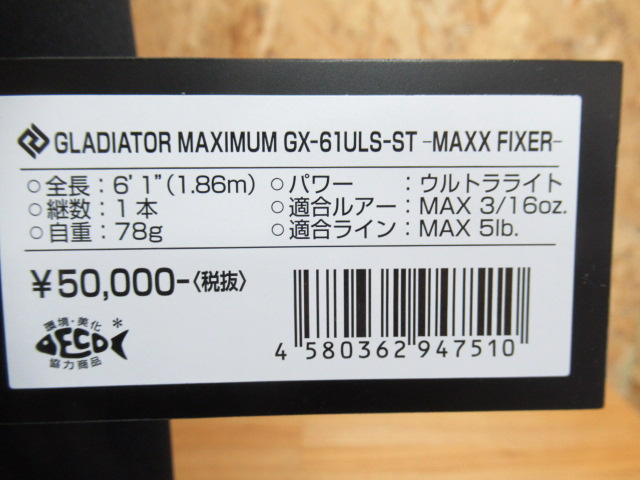 GLADIATOR MAXIMUM GX-61ULS-ST -MAXX FIXER-
○全長：6'1"(1.86m) ○パワー ：ウルトラライト
○継数：1本 ○適合ルアー：MAX 3/16oz.
○自重：78g ○適合ライン：MAX 5lb.
¥50,000-〈税抜〉
環境・美化*
ECO
協力商品
4 580362 947510